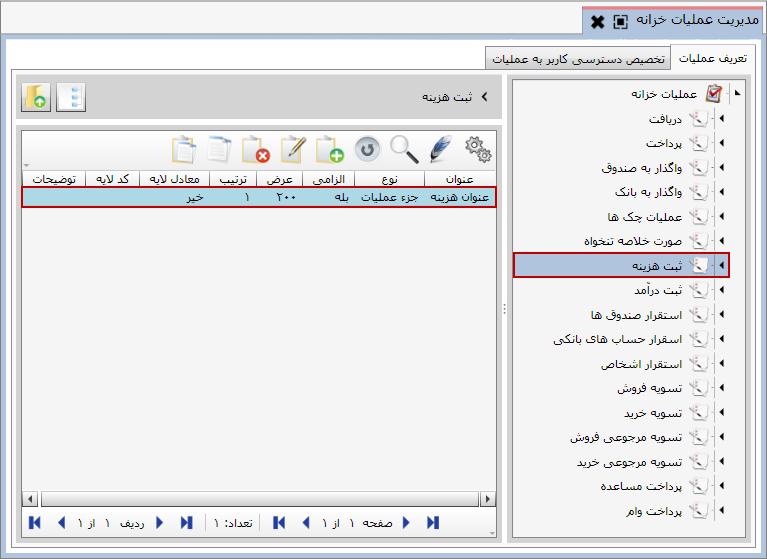 مدیریت عملیات خزانه
تعریف عملیات
تخصیص دسترسی کاربر به عملیات
عملیات خزانه
دریافت
پرداخت
واگذار به صندوق
واگذار به بانک
عملیات چک ها
صورت خلاصه تنخواه
ثبت هزینه
ثبت درآمد
استقرار صندوق ها
اسقرار حساب های بانکی
استقرار اشخاص
تسویه فروش
تسویه خرید
تسویه مرجوعی فروش
تسویه مرجوعی خرید
پرداخت مساعده
پرداخت وام
ثبت هزینه
عنوان نوع الزامی عرض ترتیب معادل لایه کد لایه توضیحات
عنوان هزینه جزء عملیات بله ۲۰۰ ۱ خیر
صفحه ۱ از ۱ تعداد: ۱ ردیف ۱ از ۱